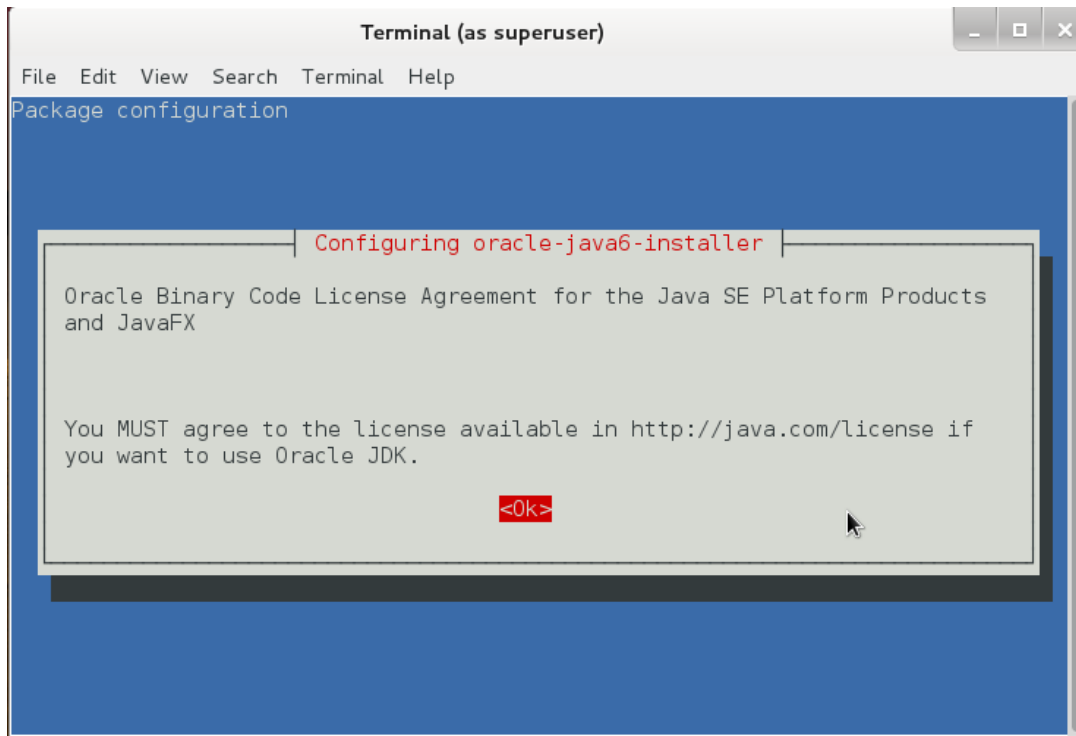 Terminal (as superuser)
File Edit View Search Terminal Help
Package configuration
Configuring oracle-java6-installer
Oracle Binary Code License Agreement for the Java SE Platform Products
and JavaFX
You MUST agree to the license available in http://java.com/license if
you want to use Oracle JDK.
<Ok>